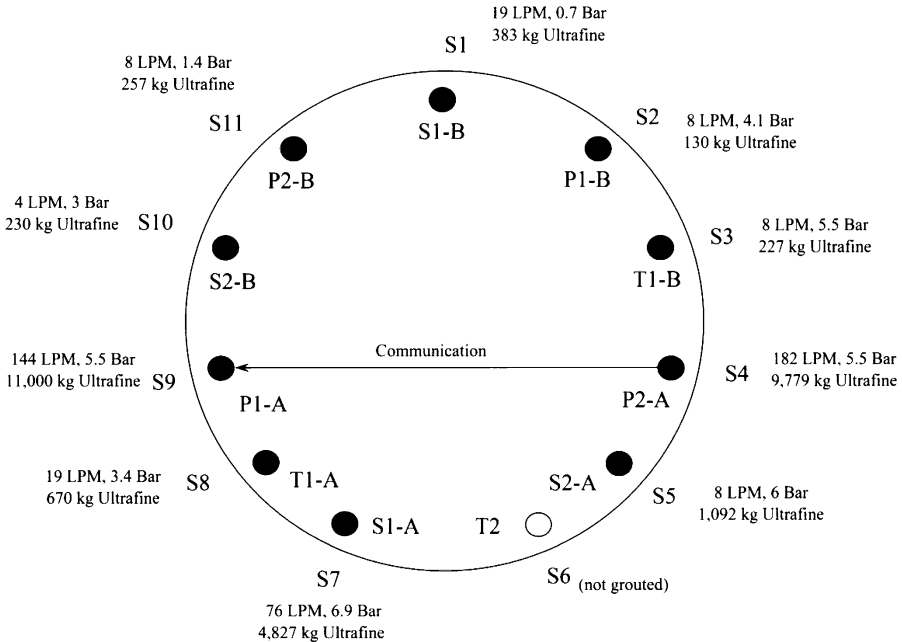 19 LPM, 0.7 Bar
383 kg Ultrafine
S1
8 LPM, 1.4 Bar
257 kg Ultrafine
S11
S1-B
S2
8 LPM, 4.1 Bar
130 kg Ultrafine
P2-B
P1-B
4 LPM, 3 Bar
230 kg Ultrafine
S10
S2-B
S3
8 LPM, 5.5 Bar
227 kg Ultrafine
T1-B
Communication
144 LPM, 5.5 Bar
11,000 kg Ultrafine
S9
P1-A
S4
182 LPM, 5.5 Bar
9,779 kg Ultrafine
P2-A
19 LPM, 3.4 Bar
670 kg Ultrafine
S8
T1-A
S2-A
S5
8 LPM, 6 Bar
1,092 kg Ultrafine
S1-A
T2
S7
S6 (not grouted)
76 LPM, 6.9 Bar
4,827 kg Ultrafine